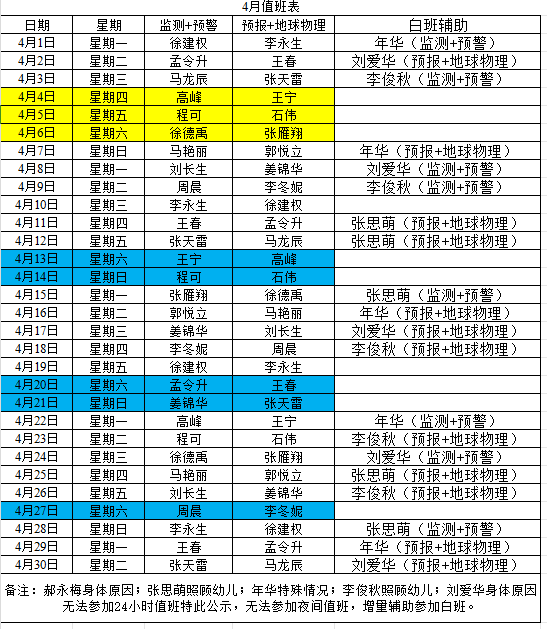 4月值班表
日期 星期 监测+预警 预报+地球物理 白班辅助
4月1日 星期一 徐建权 李永生 年华（监测+预警）
4月2日 星期二 孟令升 王春 刘爱华（预报+地球物理）
4月3日 星期三 马龙辰 张天雷 李俊秋（监测+预警）
4月4日 星期四 高峰 王宁
4月5日 星期五 程可 石伟
4月6日 星期六 徐德禹 张雁翔
4月7日 星期日 马艳丽 郭悦立 年华（预报+地球物理）
4月8日 星期一 刘长生 姜锦华 刘爱华（监测+预警）
4月9日 星期二 周晨 李冬妮 李俊秋（监测+预警）
4月10日 星期三 李永生 徐建权
4月11日 星期四 王春 孟令升 张思萌（预报+地球物理）
4月12日 星期五 张天雷 马龙辰 张思萌（预报+地球物理）
4月13日 星期六 王宁 高峰
4月14日 星期日 程可 石伟
4月15日 星期一 张雁翔 徐德禹 张思萌（监测+预警）
4月16日 星期二 郭悦立 马艳丽 年华（预报+地球物理）
4月17日 星期三 姜锦华 刘长生 刘爱华（预报+地球物理）
4月18日 星期四 李冬妮 周晨 李俊秋（预报+地球物理）
4月19日 星期五 徐建权 李永生
4月20日 星期六 孟令升 王春
4月21日 星期日 姜锦华 张天雷
4月22日 星期一 高峰 王宁 年华（监测+预警）
4月23日 星期二 程可 石伟 李俊秋（预报+地球物理）
4月24日 星期三 徐德禹 张雁翔 刘爱华（监测+预警）
4月25日 星期四 马艳丽 郭悦立 张思萌（预报+地球物理）
4月26日 星期五 刘长生 姜锦华 李俊秋（预报+地球物理）
4月27日 星期六 周晨 李冬妮
4月28日 星期日 李永生 徐建权 张思萌（监测+预警）
4月29日 星期一 王春 孟令升 年华（预报+地球物理）
4月30日 星期二 张天雷 马龙辰 刘爱华（监测+预警）
备注：郝永梅身体原因；张思萌照顾幼儿；年华特殊情况；李俊秋照顾幼儿；刘爱华身体原因
无法参加24小时值班特此公示，无法参加夜间值班，增量辅助参加白班。